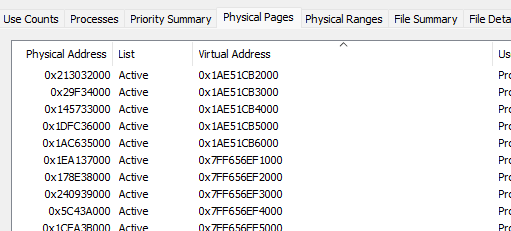 Use Counts Processes Priority Summary Physical Pages Physical Ranges File Summary File Deta
Physical Address List Virtual Address Us
0x213032000 Active 0x1AE51CB2000 Pro
0x29F34000 Active 0x1AE51CB3000 Pro
0x145733000 Active 0x1AE51CB4000 Pro
0x1DFC36000 Active 0x1AE51CB5000 Pro
0x1AC635000 Active 0x1AE51CB6000 Pro
0x1EA137000 Active 0x7FF656EF1000 Pro
0x178E38000 Active 0x7FF656EF2000 Pro
0x240939000 Active 0x7FF656EF3000 Pro
0x5C43A000 Active 0x7FF656EF4000 Pro
0x1CEA3B000 Active 0x7FF656EF5000 Pro